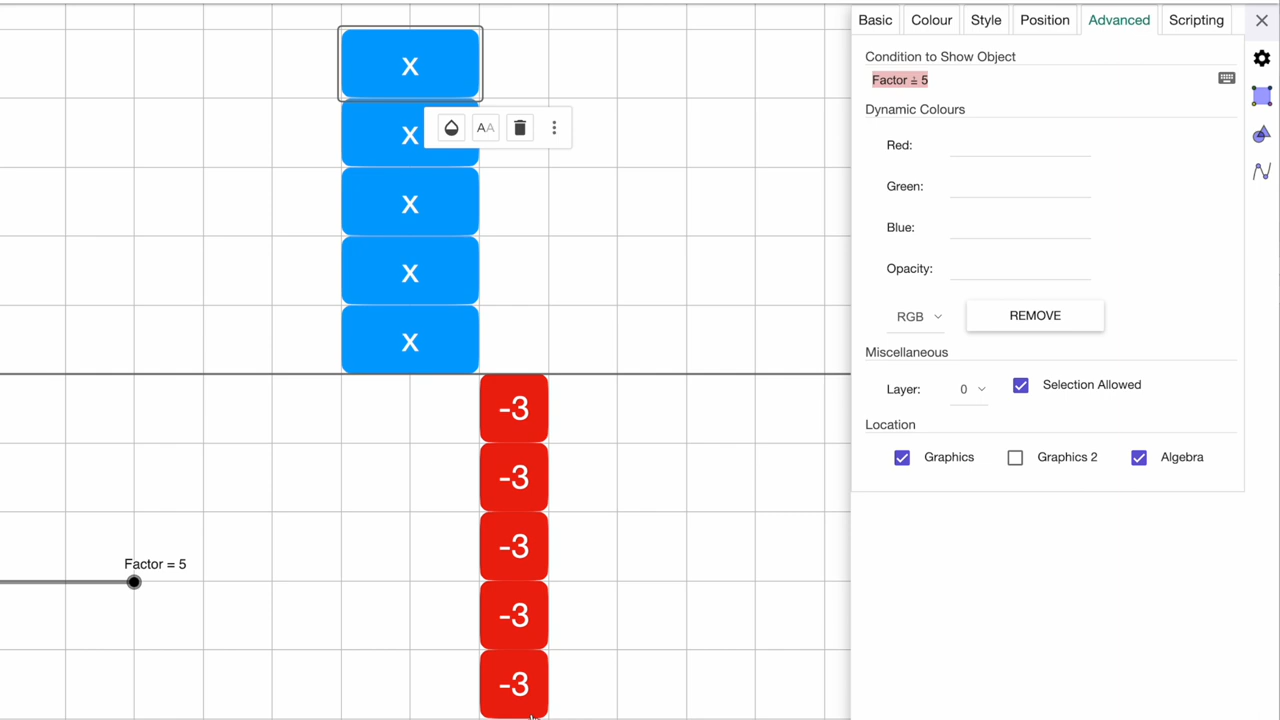 x
x
x
x
x
AA
-3
-3
-3
-3
-3
Factor = 5
Basic Colour Style Position Advanced Scripting
Condition to Show Object
Factor ≟ 5
Dynamic Colours
Red:
Green:
Blue:
Opacity:
RGB REMOVE
Miscellaneous
Layer: 0 Selection Allowed
Location
Graphics Graphics 2 Algebra